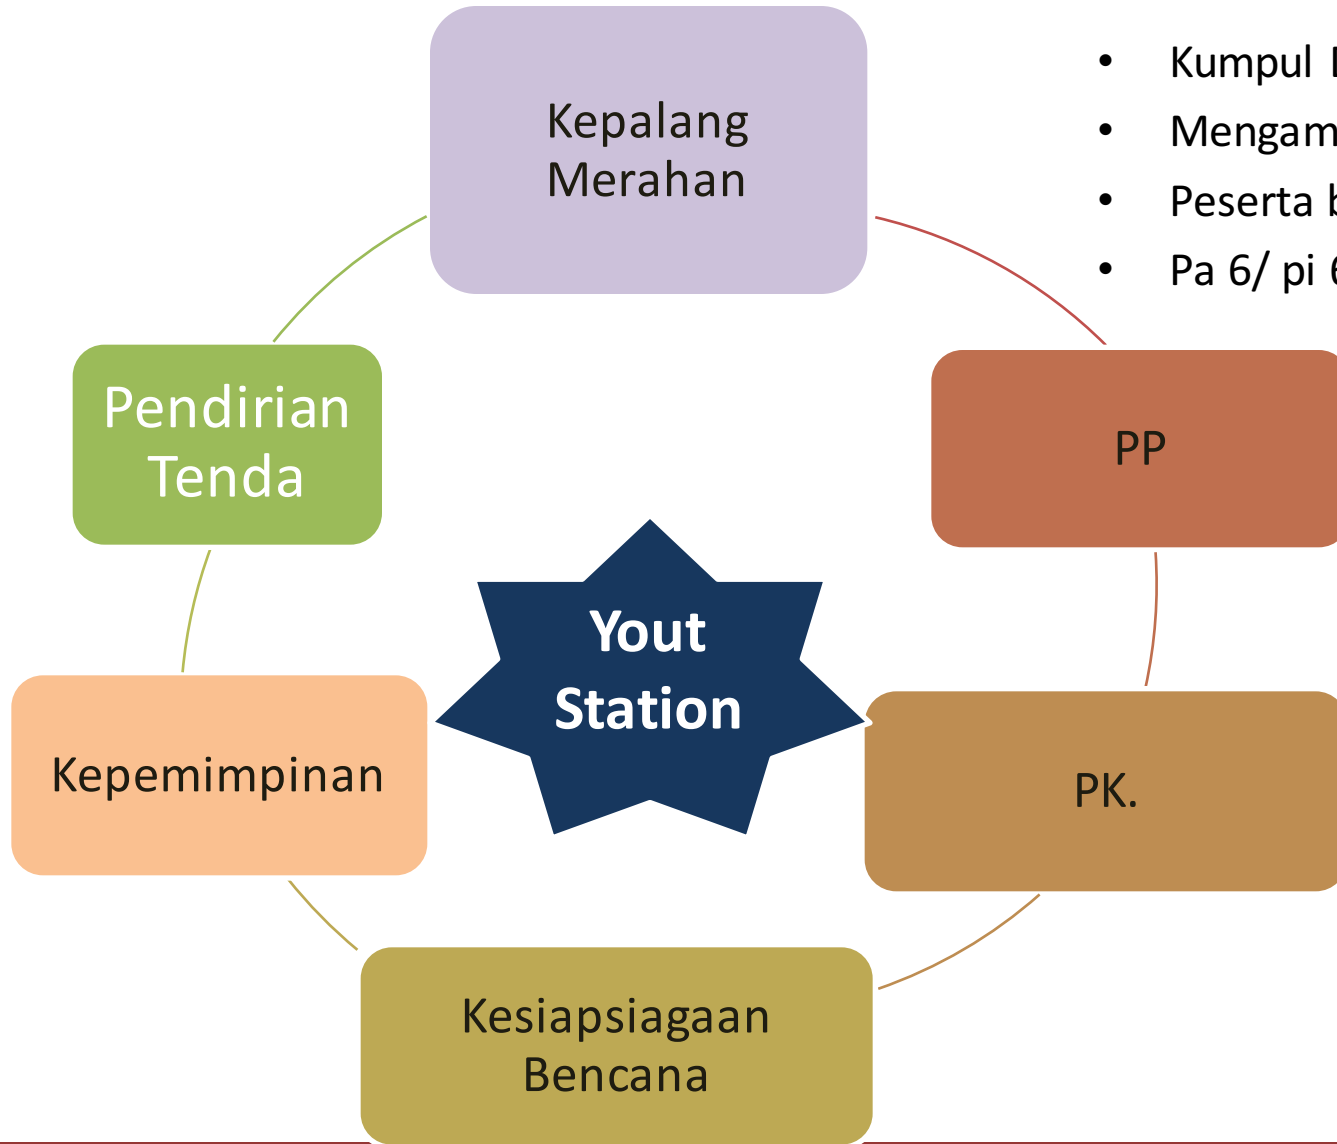 Kepalang
Merahan
• Kumpul
• Mengam
• Peserta
• Pa 6/ pi
Pendirian
Tenda
PP
Yout
Station
Kepemimpinan
PK.
Kesiapsiagaan
Bencana